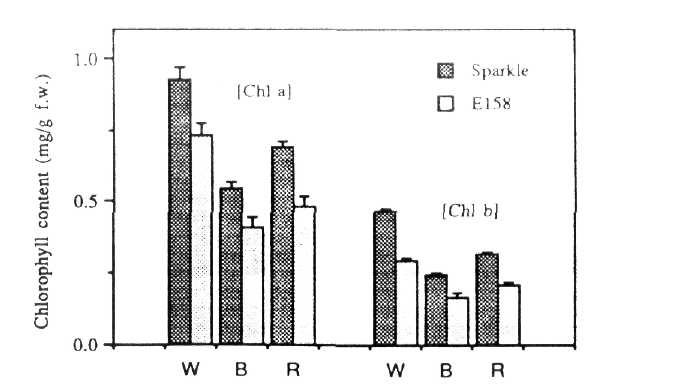 Chlorophyll content (mg/g f.w.)
1.0
0.5
0.0
[Chl a]
Sparkle
E158
[Chl b]
W B R W B R